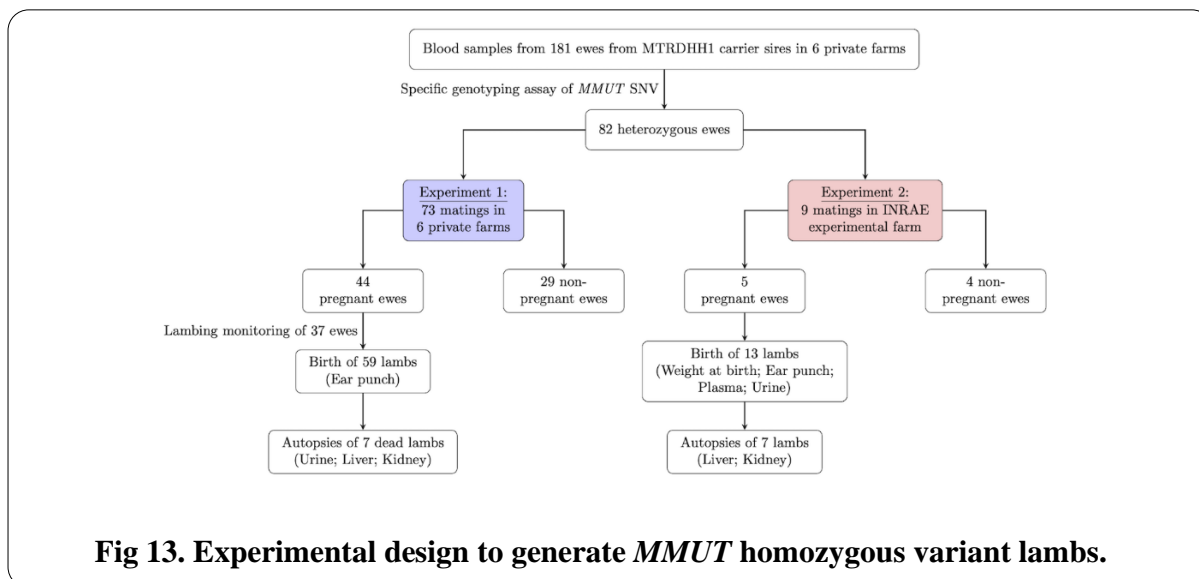 Blood samples from 181 ewes from MTRDHH1 carrier sires in 6 private farms
Specific genotyping assay of MMUT SNV
82 heterozygous ewes
Experiment 1:
73 matings in
6 private farms
Experiment 2:
9 matings in INRAE
experimental farm
44
pregnant ewes
29 non-
pregnant ewes
5
pregnant ewes
4 non-
pregnant ewes
Lambing monitoring of 37 ewes
Birth of 59 lambs
(Ear punch)
Birth of 13 lambs
(Weight at birth; Ear punch;
Plasma; Urine)
Autopsies of 7 dead lambs
(Urine; Liver; Kidney)
Autopsies of 7 lambs
(Liver; Kidney)
Fig 13. Experimental design to generate MMUT homozygous variant lambs.